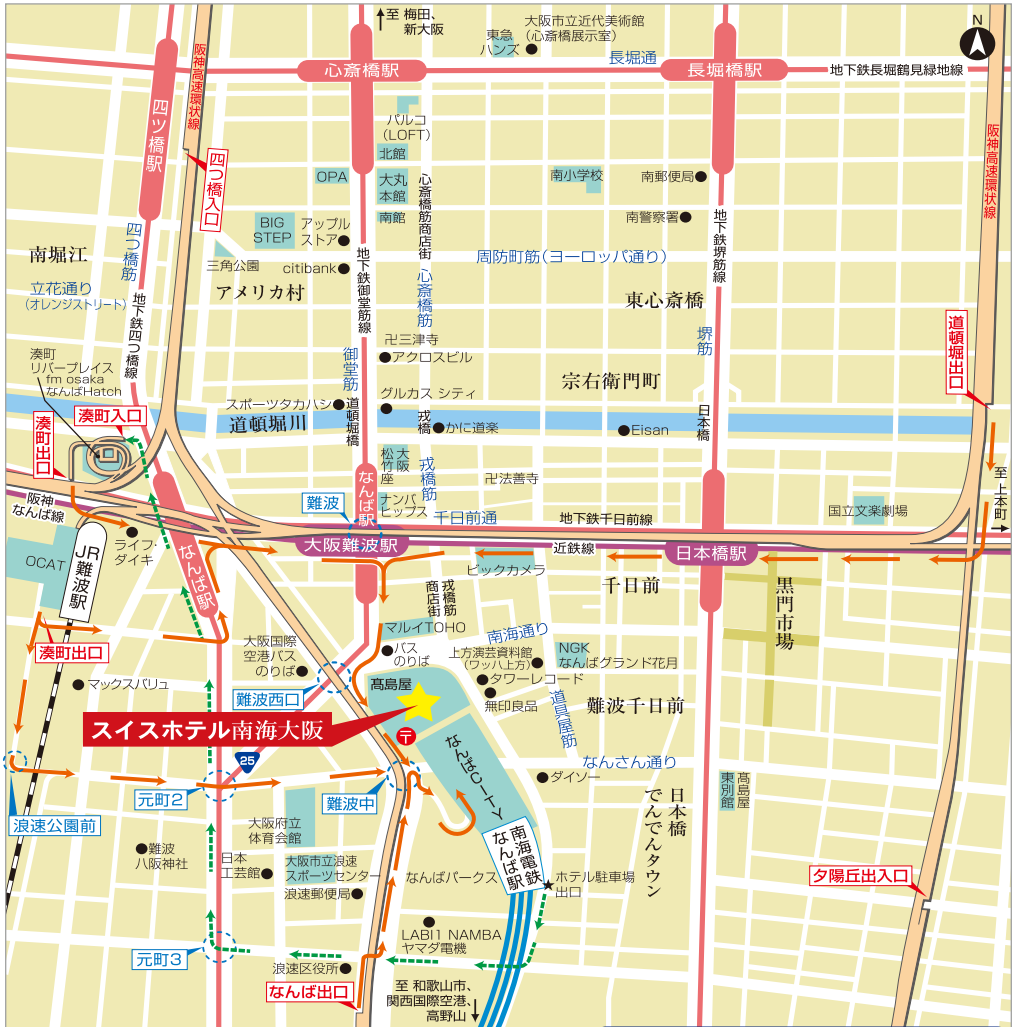 至 梅田、
新大阪
大阪市立近代美術館
(心斎橋展示室)
東急
ハンズ
N
長堀通
心斎橋駅
長堀橋駅
地下鉄長堀鶴見緑地線
阪神高速環状線
四ツ橋駅
四つ橋入口
パルコ
(LOFT)
北館
OPA
大丸
本館
南館
心斎橋筋商店街
南小学校
南郵便局
南警察署
阪神高速環状線
BIG
STEP
アップル
ストア
三角公園
citibank
アメリカ村
南堀江
四つ橋筋
立花通り
(オレンジストリート)
地下鉄四つ橋線
地下鉄御堂筋線
心斎橋筋
周防町筋(ヨーロッパ通り)
地下鉄堺筋線
東心斎橋
堺筋
道頓堀出口
卍三津寺
アクロスビル
御堂筋
湊町
リバープレイス
fm osaka
なんばHatch
湊町入口
湊町出口
スポーツタカハシ
道頓堀川
道頓堀橋
グルカス シティ
戎橋
かに道楽
宗右衛門町
Eisan
日本橋
大阪
松竹
座
戎橋筋
卍法善寺
なんば駅
ナンバ
ヒップス
難波
千日前通
地下鉄千日前線
国立文楽劇場
至 上本町
阪神
なんば線
ライフ・
ダイキ
OCAT
JR難波駅
なんば駅
大阪難波駅
近鉄線
日本橋駅
ビックカメラ
千日前
黒門市場
戎橋筋
商店街
マルイTOHO
南海通り
湊町出口
大阪国際
空港バス
のりば
バス
のりば
上方演芸資料館
(ワッハ上方)
NGK
なんばグランド花月
タワーレコード
無印良品
マックスバリュ
難波西口
髙島屋
道具屋筋
難波千日前
スイスホテル南海大阪
〒
なんばCITY
なんさん通り
ダイソー
25
元町2
難波中
浪速公園前
髙島屋
東別館
日本橋
でんでんタウン
大阪府立
体育会館
難波
八阪神社
日本
工芸館
大阪市立浪速
スポーツセンター
浪速郵便局
なんばパークス
南海電鉄
なんば駅
ホテル駐車場
出口
夕陽丘出入口
LABI1 NAMBA
ヤマダ電機
元町3
浪速区役所
なんば出口
至 和歌山市、
関西国際空港、
高野山